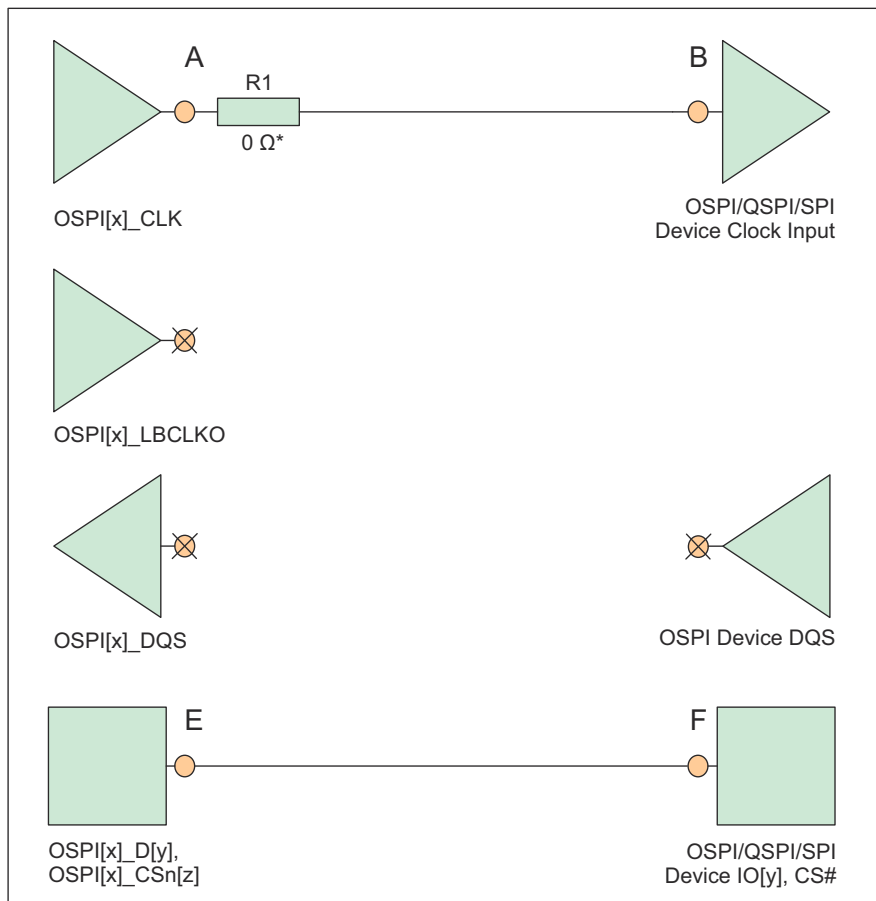 A
B
R1
0 Ω*
OSPI[x]_CLK
OSPI/QSPI/SPI
Device Clock Input
OSPI[x]_LBCLKO
OSPI[x]_DQS
OSPI Device DQS
E
F
OSPI[x]_D[y],
OSPI[x]_CSn[z]
OSPI/QSPI/SPI
Device IO[y], CS#